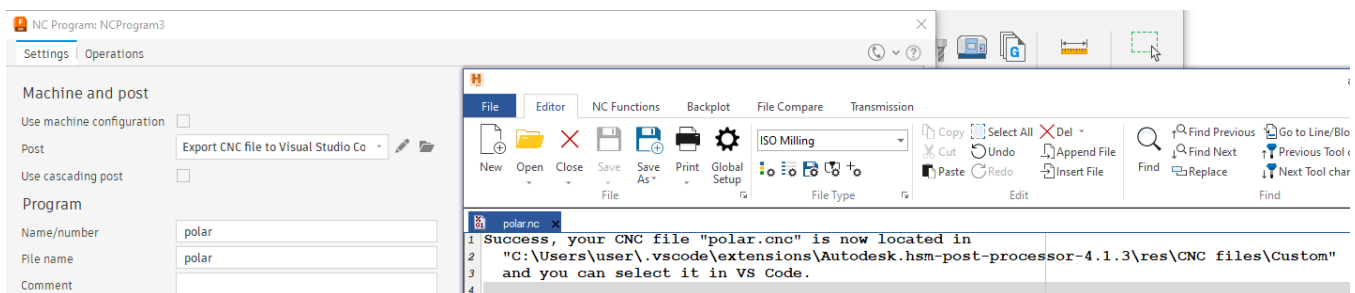 NC Program: NCProgram3
Settings Operations
Machine and post
Use machine configuration
Post Export CNC file to Visual Studio Co
Use cascading post
Program
Name/number polar
File name polar
Comment
G
File Editor NC Functions Backplot File Compare Transmission
New Open Close Save Save As Print Global Setup
File
ISO Milling
File Type
Copy Select All Del
Cut Undo Append File
Paste Redo Insert File
Edit
Find
Find Previous Go to Line/Blo
Find Next Previous Tool
Replace Next Tool char
Find
polar.nc
1 Success, your CNC file "polar.cnc" is now located in
2 "C:\Users\user\.vscode\extensions\Autodesk.hsm-post-processor-4.1.3\res\CNC files\Custom"
3 and you can select it in VS Code.
4